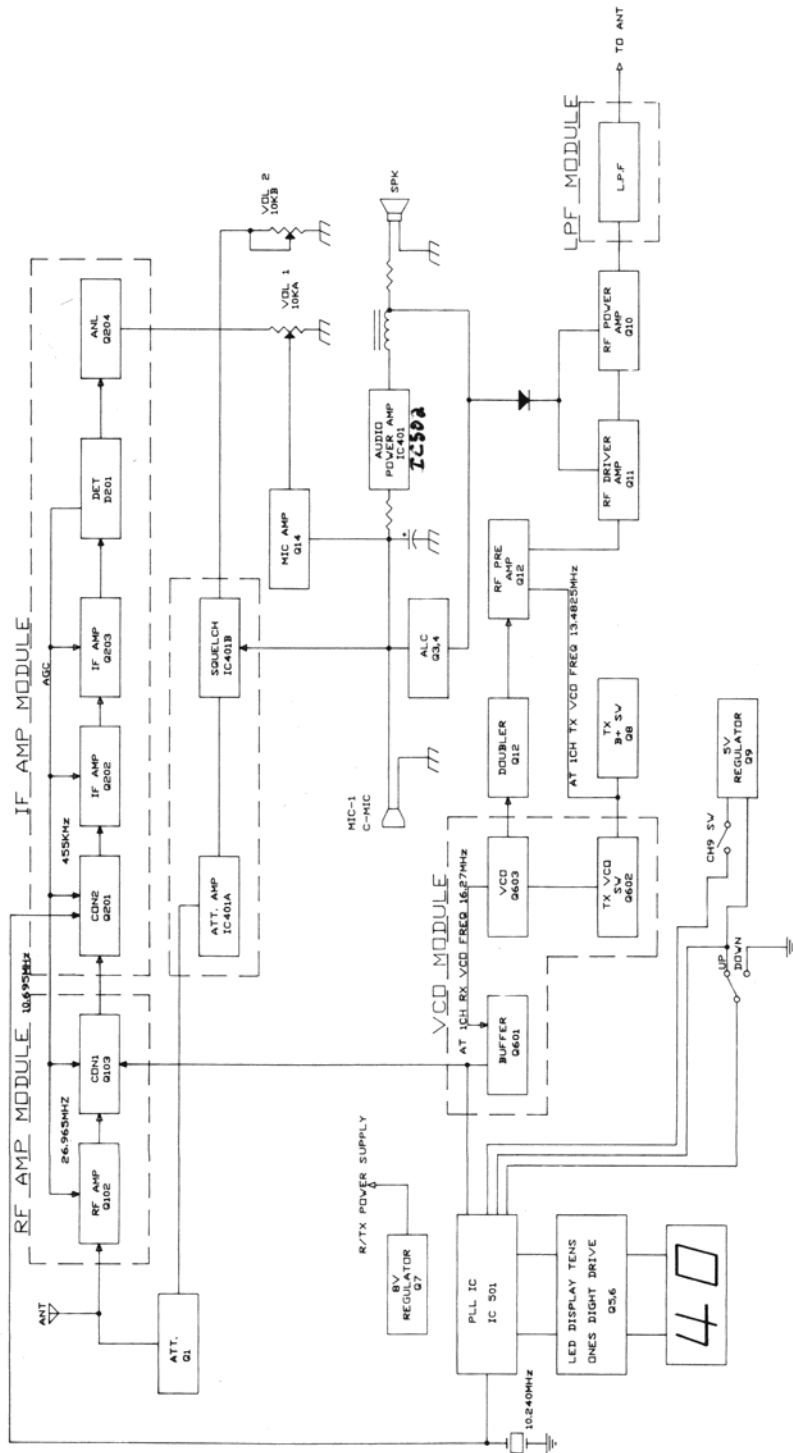 RF AMP MODULE
IF AMP MODULE
ANT
RF AMP
Q102
26.965MHZ
CON1
Q103
10.695MHz
CON2
Q201
455KHz
IF AMP
Q202
AGC
IF AMP
Q203
DET
D201
ANL
Q204
ATT.
Q1
ATT. AMP
IC401A
SQUELCH
IC401B
VOL 2
10KB
VOL 1
10KA
MIC AMP
Q14
MIC-1
C-MIC
ALC
Q3,4
AUDIO
POWER AMP
IC401
IC502
SPK
R/TX POWER SUPPLY
8V
REGULATOR
Q7
VCO MODULE
AT 1CH RX VCO FREQ 16.27MHz
BUFFER
Q601
VCO
Q603
TX VCO
SW
Q602
DOUBLER
Q12
RF PRE
AMP
Q12
AT 1CH TX VCO FREQ 13.4825MHz
TX
B+ SW
Q8
RF DRIVER
AMP
Q11
RF POWER
AMP
Q10
LPF MODULE
L.P.F
TO ANT
PLL IC
IC 501
10.240MHz
LED DISPLAY TENS
ONES DIGHT DRIVE
Q5,6
40
UP
DOWN
CH9 SW
5V
REGULATOR
Q9